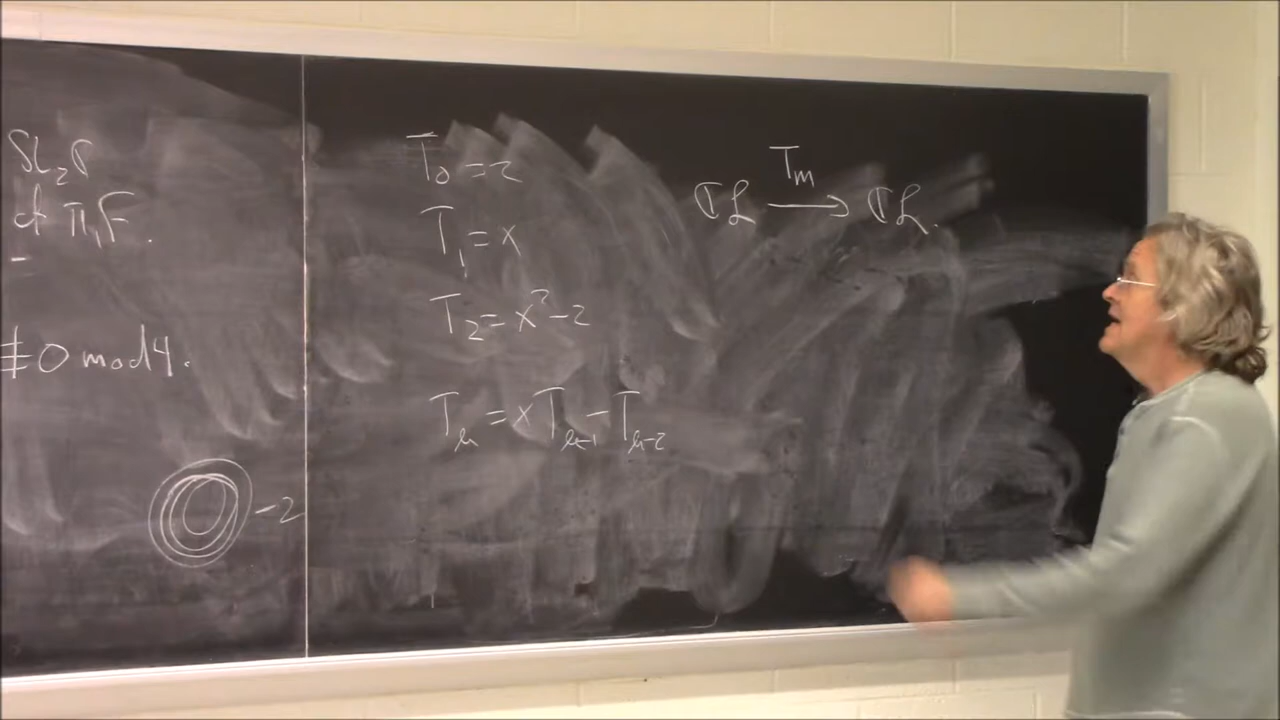 SL₂ℂ
of π₁F.
≢ 0 mod 4.
- 2
T₀ = 2
T₁ = x
T₂ = x² - 2
Tₖ = xTₖ₋₁ - Tₖ₋₂
Tₘ
ℂℒ ⟶ ℂℒ.